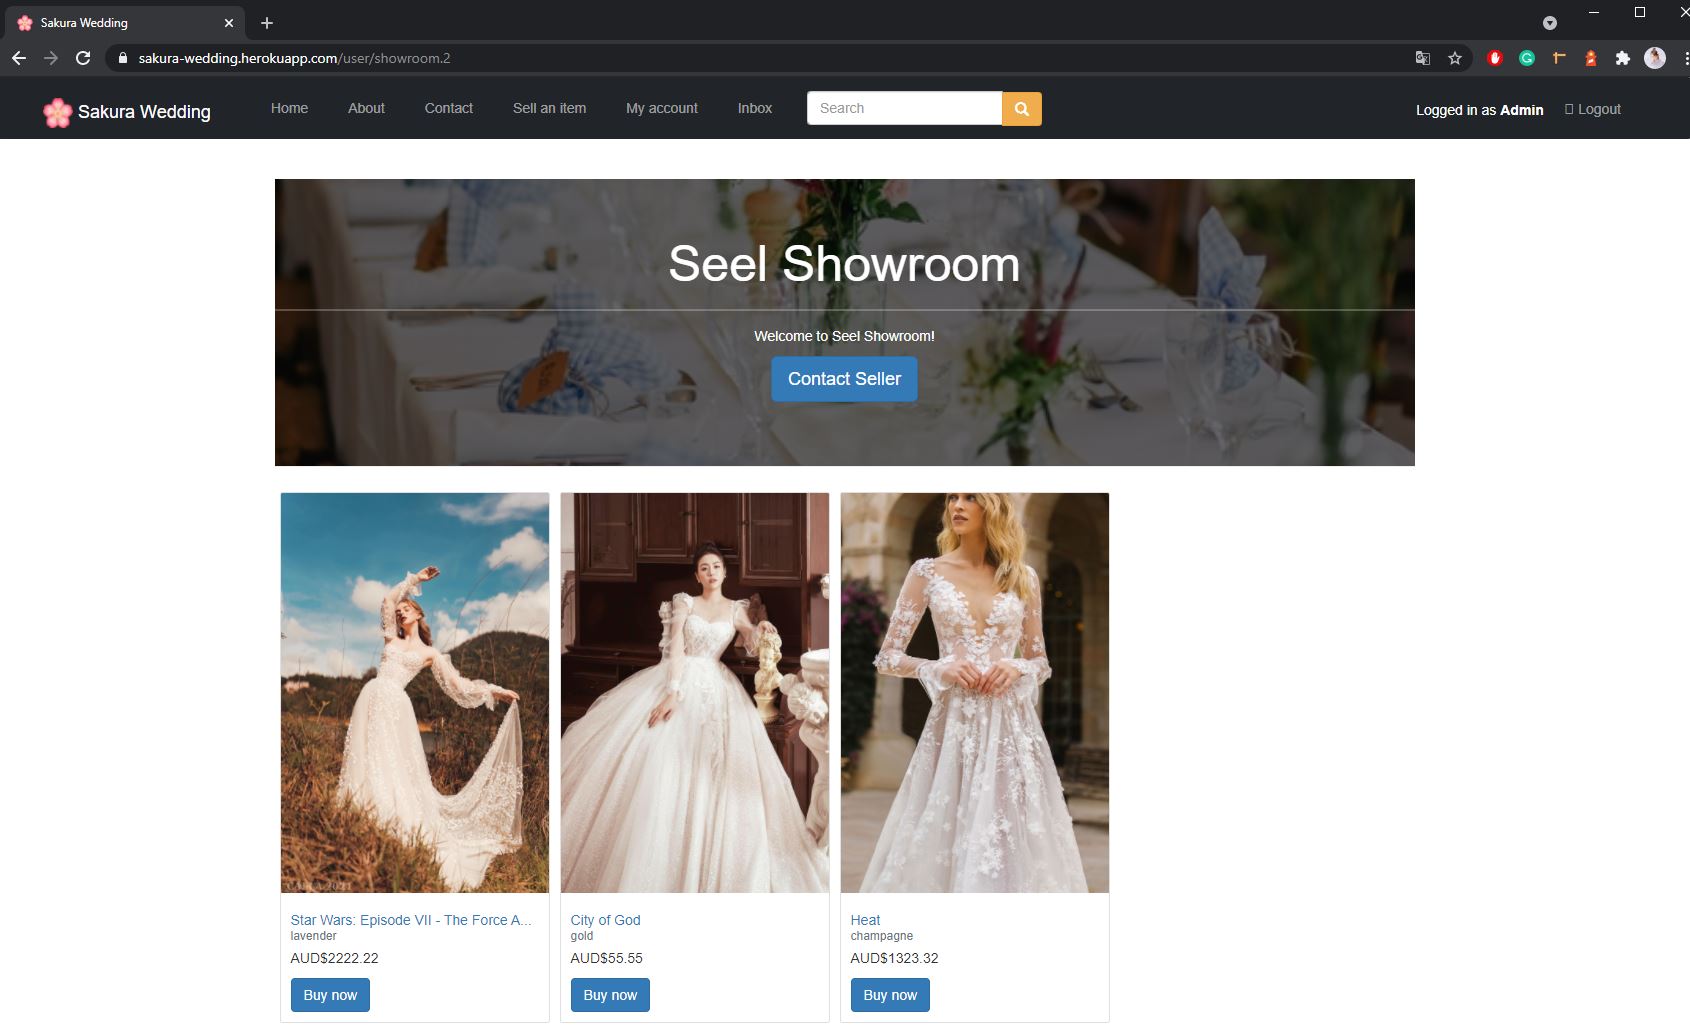 Sakura Wedding
sakura-wedding.herokuapp.com/user/showroom.2
Sakura Wedding
Home
About
Contact
Sell an item
My account
Inbox
Search
Logged in as Admin
Logout
Seel Showroom
Welcome to Seel Showroom!
Contact Seller
Star Wars: Episode VII - The Force A...
lavender
AUD$2222.22
Buy now
City of God
gold
AUD$55.55
Buy now
Heat
champagne
AUD$1323.32
Buy now